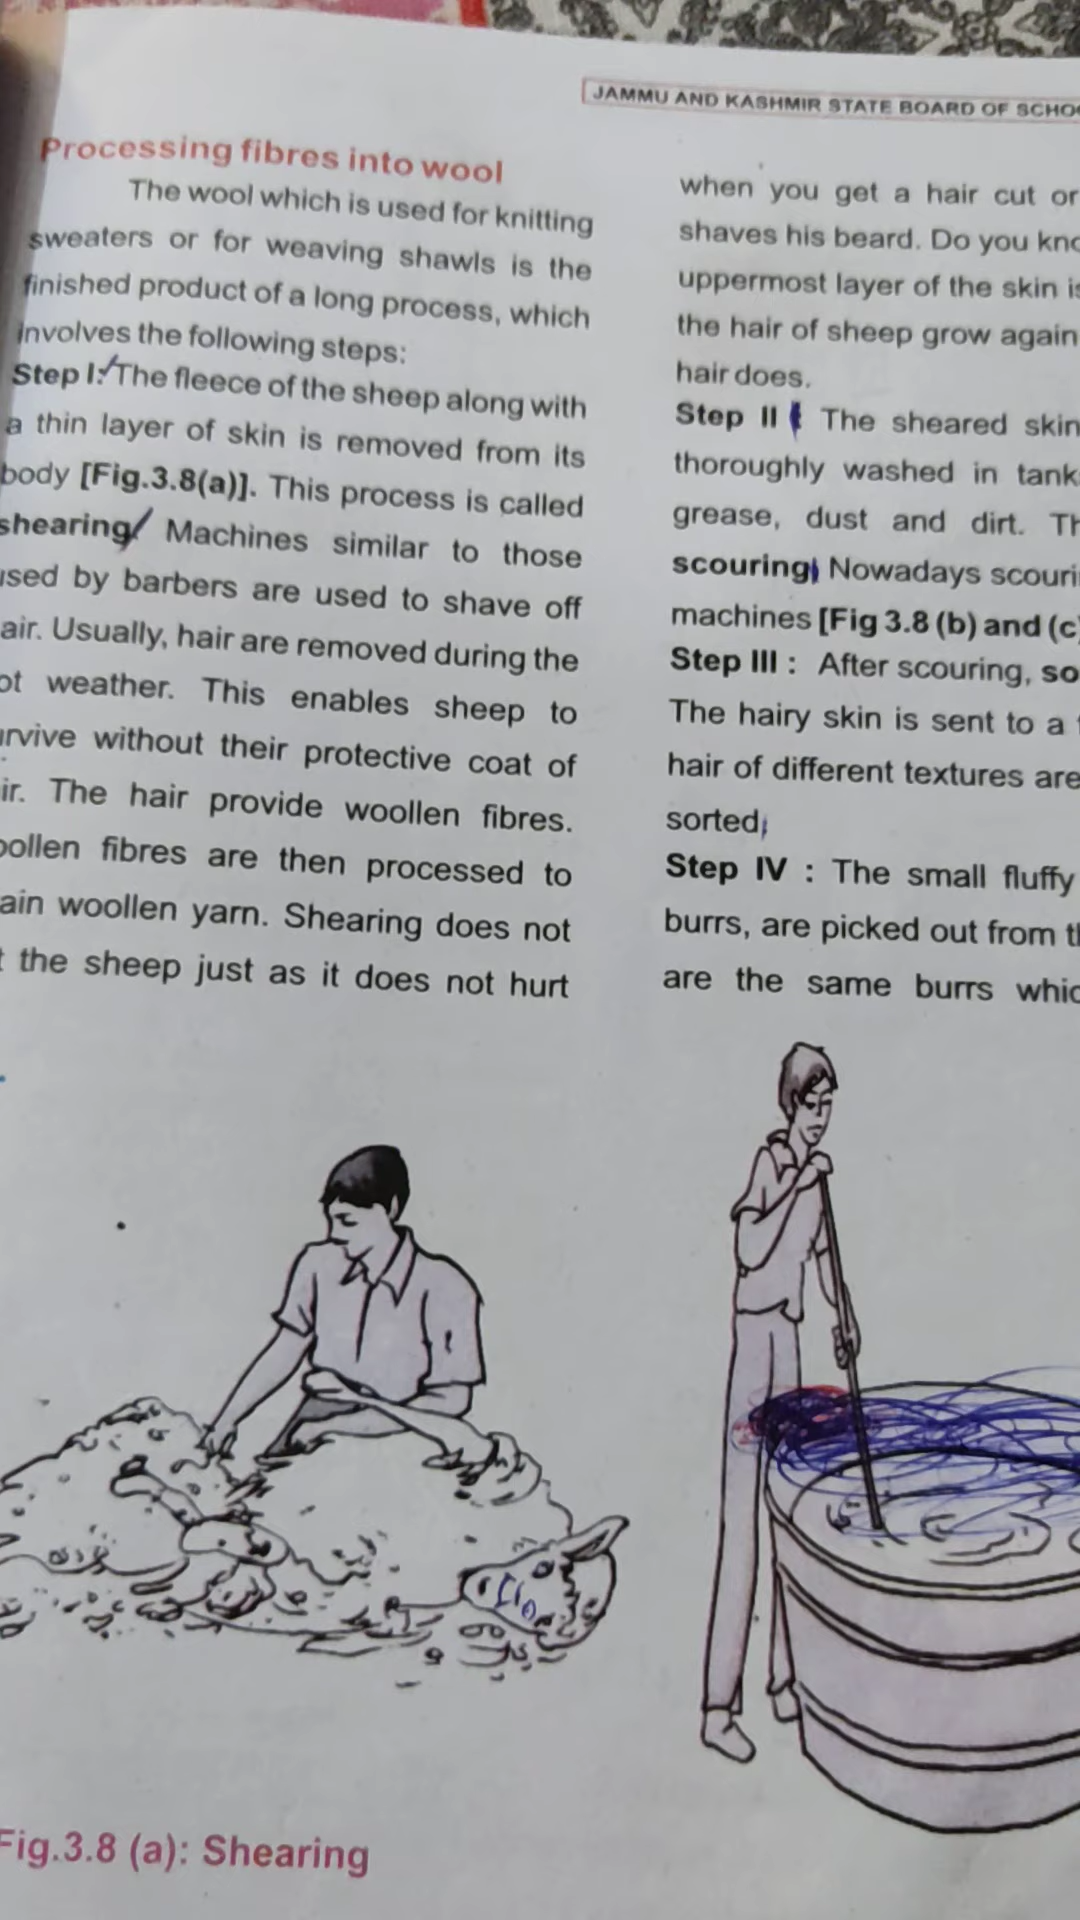 JAMMU AND KASHMIR STATE BOARD OF
Processing fibres into wool
The wool which is used for knitting
sweaters or for weaving shawls is the
finished product of a long process, which
involves the following steps:
Step I: The fleece of the sheep along with
a thin layer of skin is removed from its
body [Fig.3.8(a)]. This process is called
shearing. Machines similar to those
by barbers are used to shave off
Usually, hair are removed during the
weather. This enables sheep to
without their protective coat of
The hair provide woollen fibres.
fibres are then processed to
woollen yarn. Shearing does not
the sheep just as it does not hurt
when you get a hair cut or
shaves his beard. Do you
uppermost layer of the skin
the hair of sheep grow again
hair does.
Step II : The sheared skin
thoroughly washed in
grease, dust and dirt.
scouring. Nowadays
machines [Fig 3.8 (b) and (c)
Step III : After scouring,
The hairy skin is sent to a
hair of different textures are
sorted.
Step IV : The small fluffy
burrs, are picked out from
are the same burrs
Fig.3.8 (a): Shearing